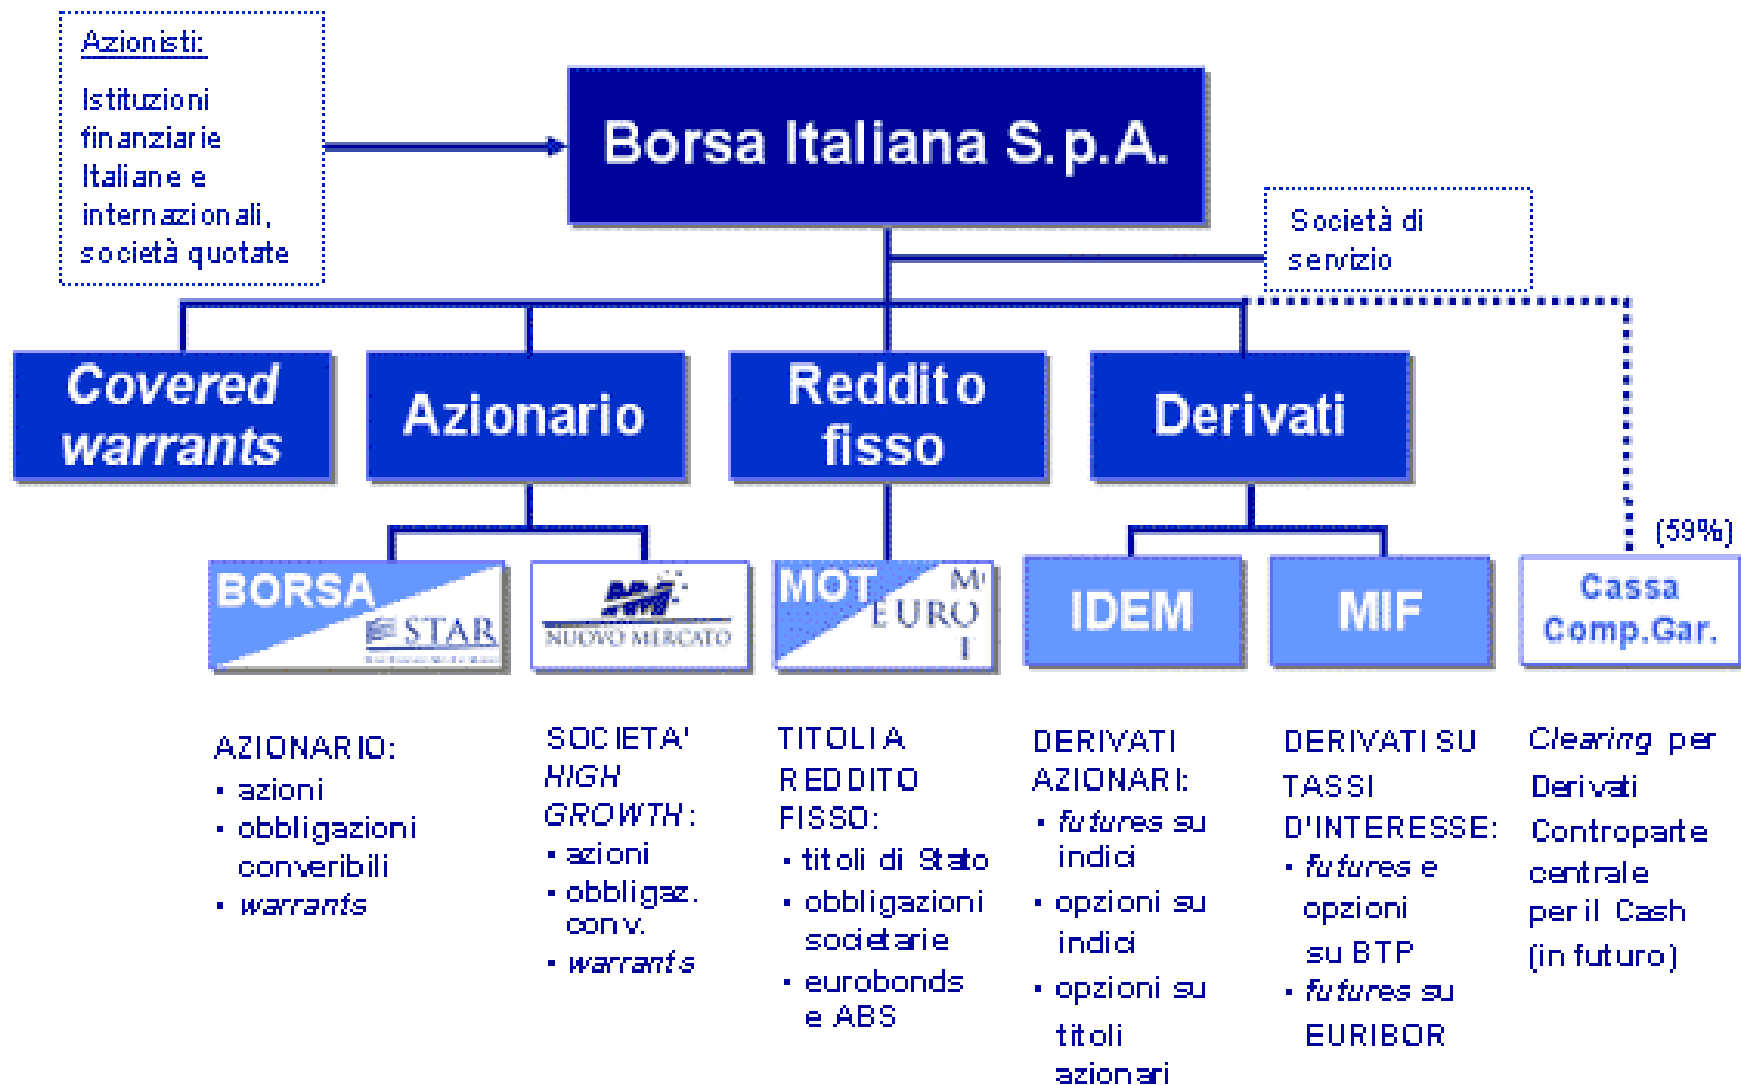 Azionisti:
Istituzioni
finanziarie
Italiane e
internazionali,
società quotate
Borsa Italiana S.p.A.
Società di
servizio
Covered
warrants
Azionario
Reddito
fisso
Derivati
(59%)
BORSA
STAR
NM
NUOVO MERCATO
MOT
EURO
IDEM
MIF
Cassa
Comp.Gar.
AZIONARIO:
▪ azioni
▪ obbligazioni
converibili
▪ warrants
SOCIETA'
HIGH
GROWTH:
▪ azioni
▪ obbligaz.
conv.
▪ warrants
TITOLI A
REDDITO
FISSO:
▪ titoli di Stato
▪ obbligazioni
societarie
▪ eurobonds
e ABS
DERIVATI
AZIONARI:
▪ futures su
indici
▪ opzioni su
indici
▪ opzioni su
titoli
azionari
DERIVATI SU
TASSI
D'INTERESSE:
▪ futures e
opzioni
su BTP
▪ futures su
EURIBOR
Clearing per
Derivati
Controparte
centrale
per il Cash
(in futuro)